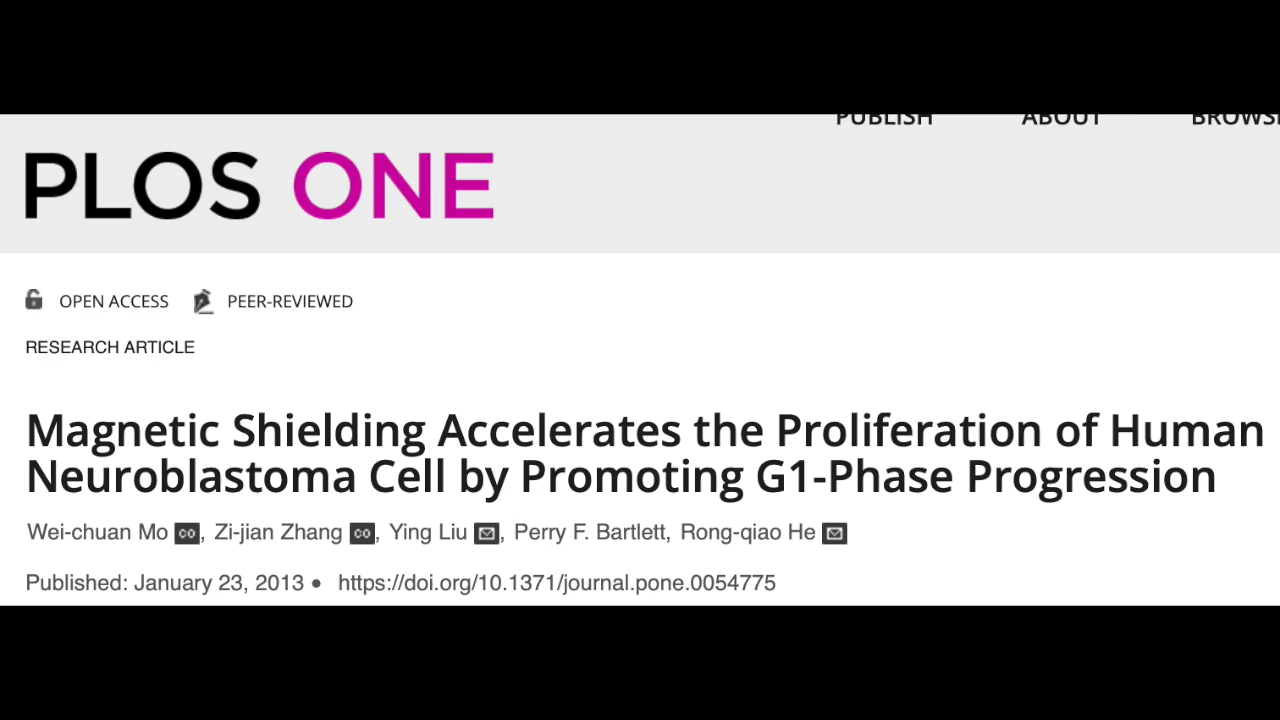 PUBLISH ABOUT
PLOS ONE
OPEN ACCESS PEER-REVIEWED
RESEARCH ARTICLE
Magnetic Shielding Accelerates the Proliferation of Human
Neuroblastoma Cell by Promoting G1-Phase Progression
Wei-chuan Mo co, Zi-jian Zhang co, Ying Liu, Perry F. Bartlett, Rong-qiao He
Published: January 23, 2013 • https://doi.org/10.1371/journal.pone.0054775